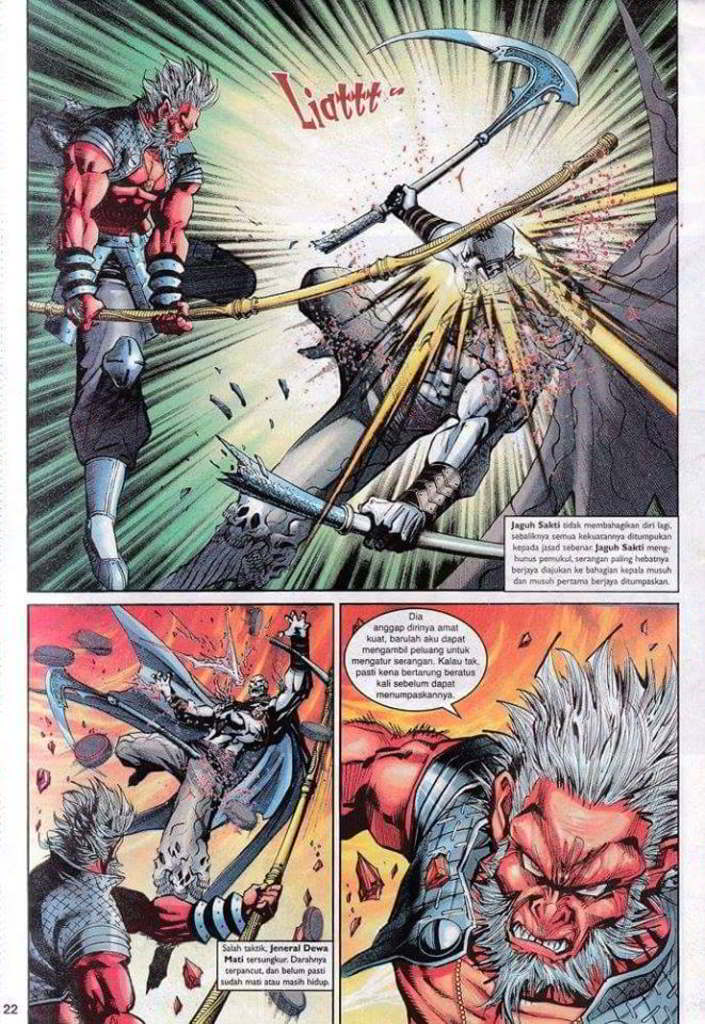 Liattt --
Jaguh Sakti tidak membahagikan diri lagi,
sebaliknya semua kekuatannya ditumpukan
kepada jasad sebenar. Jaguh Sakti meng-
hunus pemukul, serangan paling hebatnya
berjaya diajukan ke bahagian kepala musuh
dan musuh pertama berjaya ditumpaskan.
Salah taktik, Jeneral Dewa
Mati tersungkur. Darahnya
terpancut, dan belum pasti
sudah mati atau masih hidup.
Dia
anggap dirinya amat
kuat, barulah aku dapat
mengambil peluang untuk
mengatur serangan. Kalau tak,
pasti kena bertarung beratus
kali sebelum dapat
menumpaskannya.
22